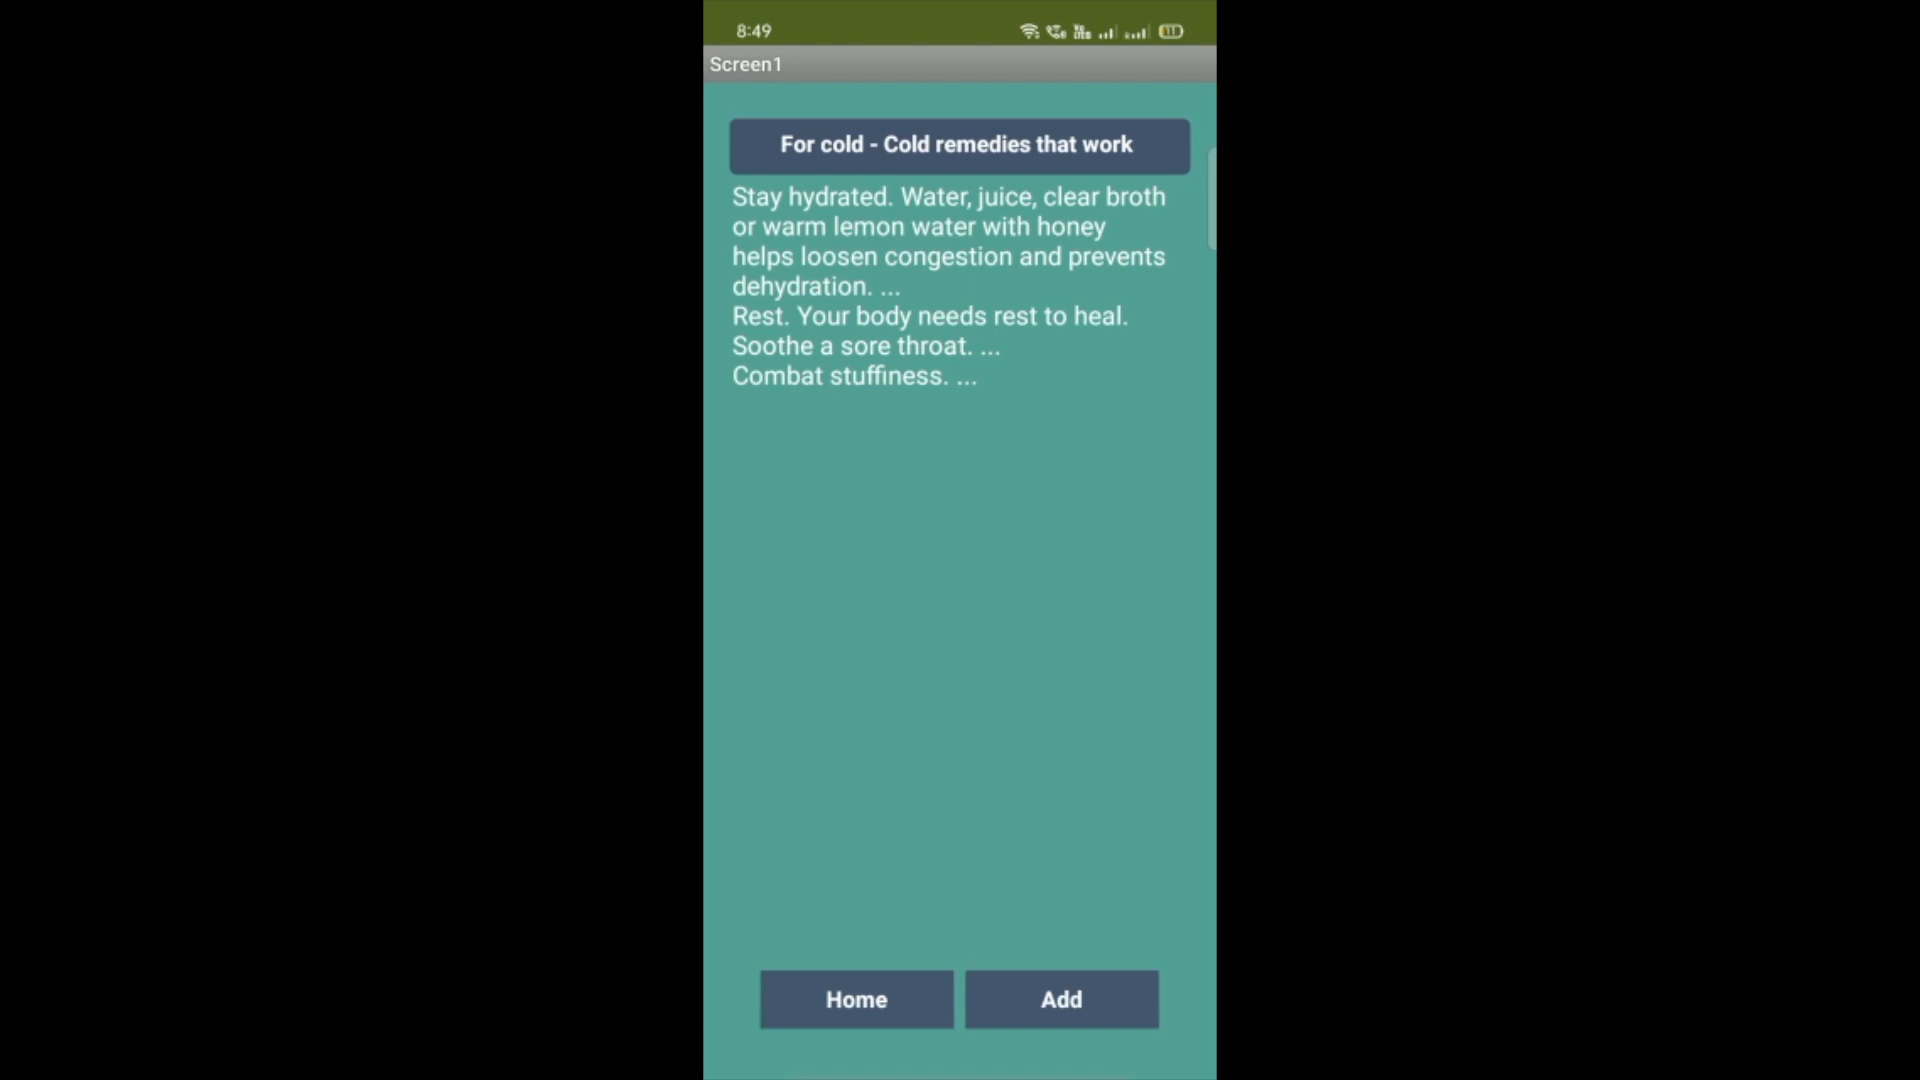 8:49
Screen1
For cold - Cold remedies that work
Stay hydrated. Water, juice, clear broth
or warm lemon water with honey
helps loosen congestion and prevents
dehydration. ...
Rest. Your body needs rest to heal.
Soothe a sore throat. ...
Combat stuffiness. ...
Home Add